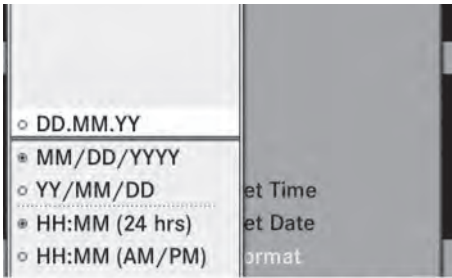 DD.MM.YY
MM/DD/YYYY
YY/MM/DD
et Time
HH:MM (24 hrs)
et Date
HH:MM (AM/PM)
ormat